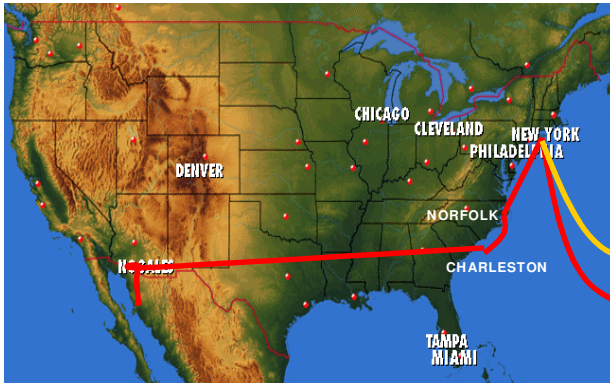 CHICAGO
CLEVELAND
NEW YORK
PHILADELPHIA
DENVER
NORFOLK
NOGALES
CHARLESTON
TAMPA
MIAMI